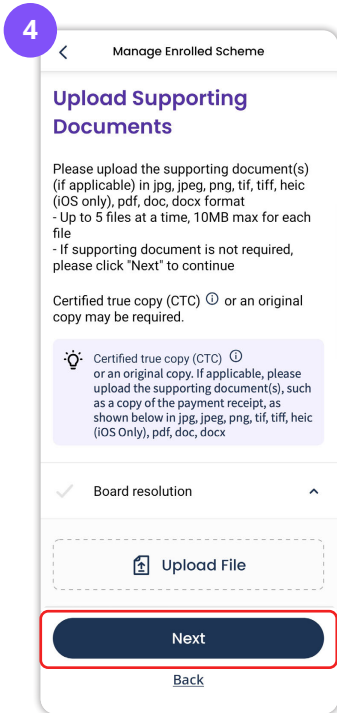 4
Manage Enrolled Scheme
Upload Supporting
Documents
Please upload the supporting document(s)
(if applicable) in jpg, jpeg, png, tif, tiff, heic
(iOS only), pdf, doc, docx format
- Up to 5 files at a time, 10MB max for each
file
- If supporting document is not required,
please click "Next" to continue
Certified true copy (CTC) ⓘ or an original
copy may be required.
Certified true copy (CTC) ⓘ
or an original copy. If applicable, please
upload the supporting document(s), such
as a copy of the payment receipt, as
shown below in jpg, jpeg, png, tif, tiff, heic
(iOS Only), pdf, doc, docx
Board resolution
Upload File
Next
Back